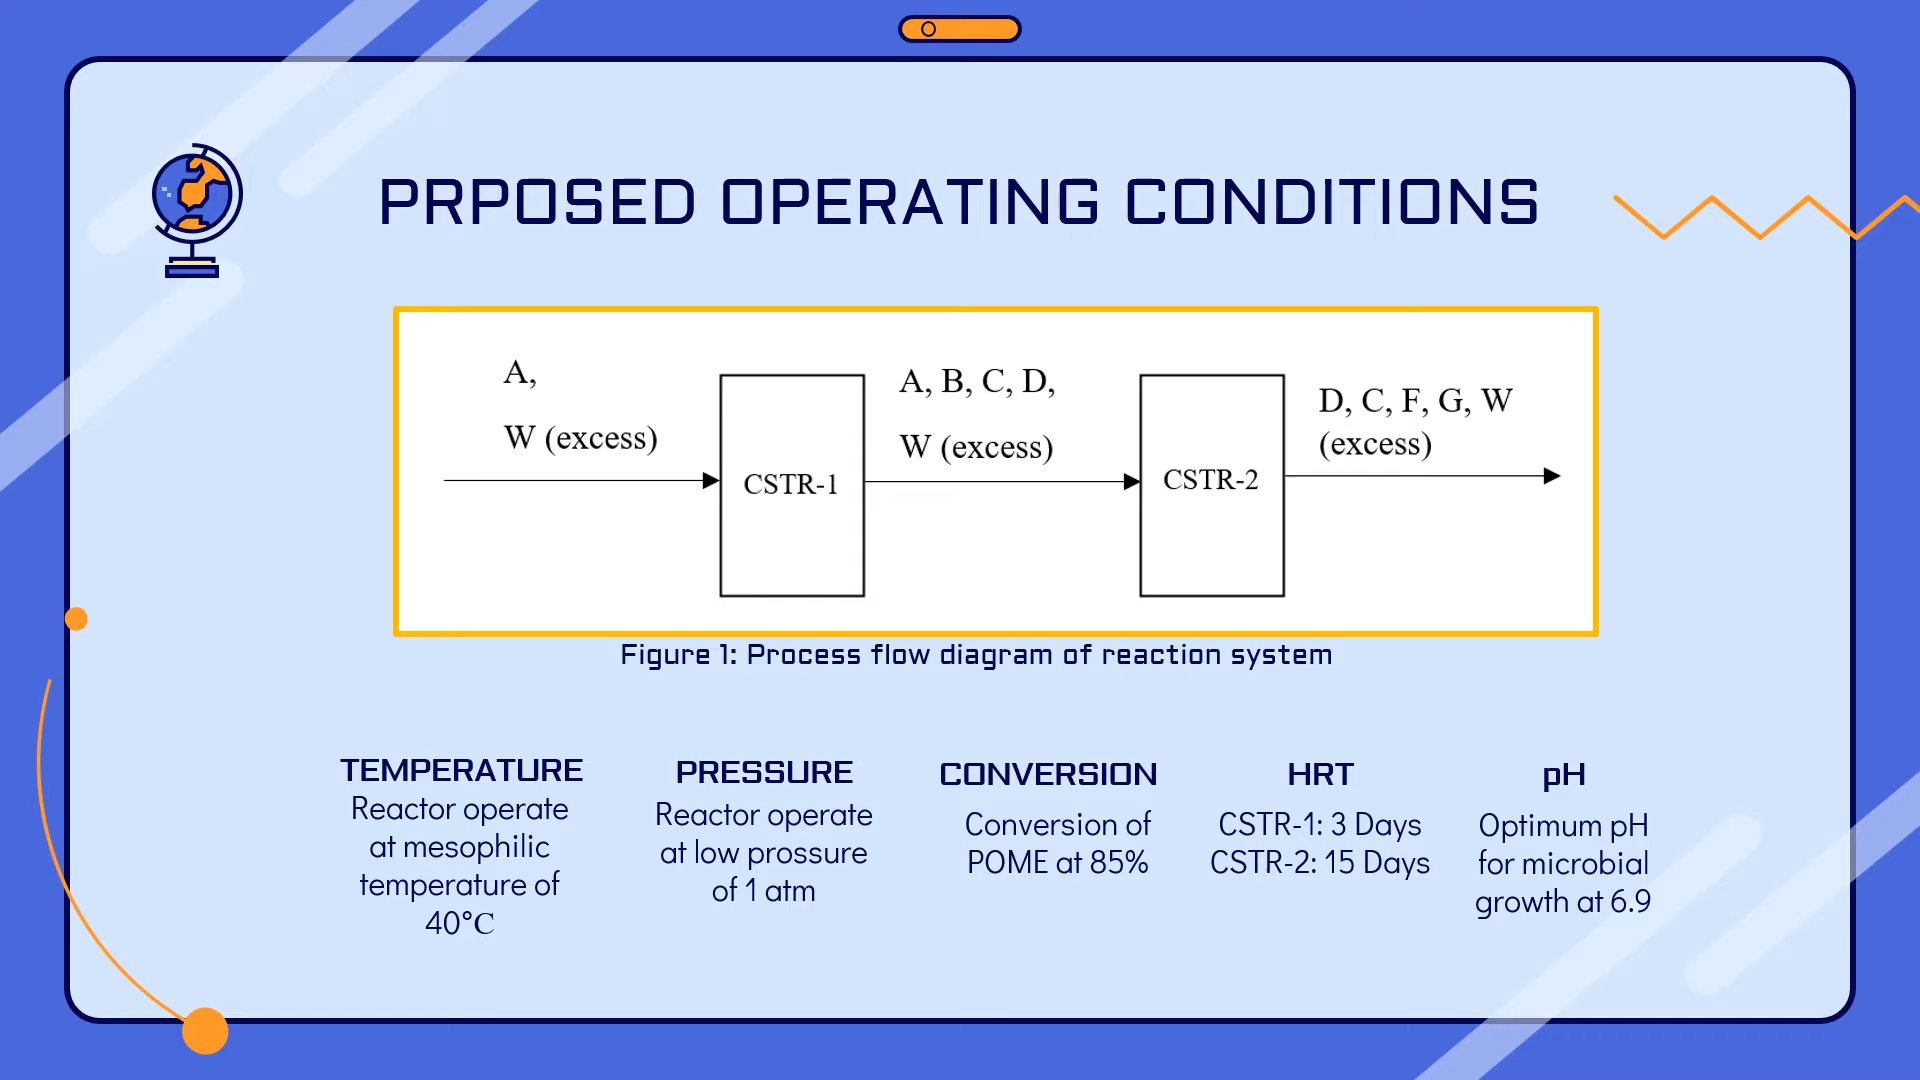 PRPOSED OPERATING CONDITIONS
A,
W (excess)
CSTR-1
A, B, C, D,
W (excess)
CSTR-2
D, C, F, G, W
(excess)
Figure 1: Process flow diagram of reaction system
TEMPERATURE
Reactor operate
at mesophilic
temperature of
40°C
PRESSURE
Reactor operate
at low prossure
of 1 atm
CONVERSION
Conversion of
POME at 85%
HRT
CSTR-1: 3 Days
CSTR-2: 15 Days
pH
Optimum pH
for microbial
growth at 6.9